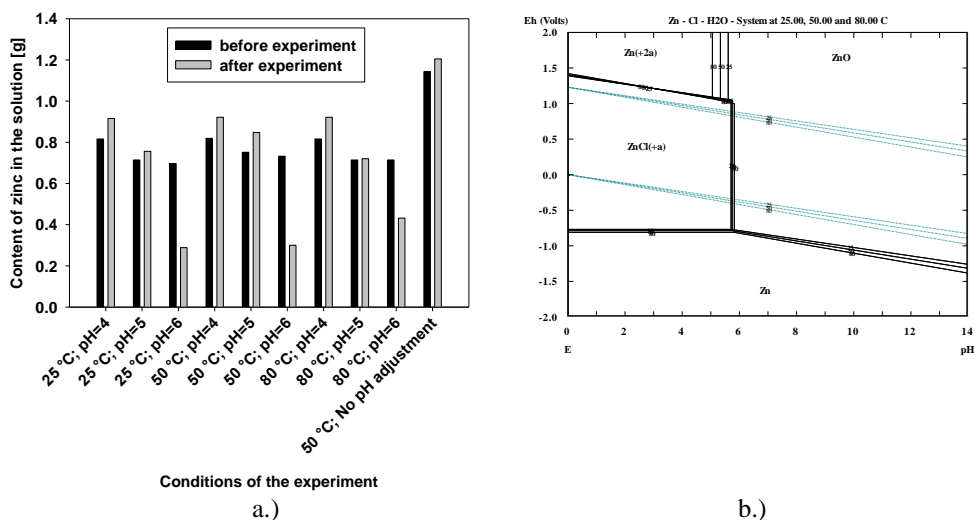 1.4
1.2
1.0
0.8
0.6
0.4
0.2
0.0
Content of zinc in the solution [g]
before experiment
after experiment
25 °C; pH=4
25 °C; pH=5
25 °C; pH=6
50 °C; pH=4
50 °C; pH=5
50 °C; pH=6
80 °C; pH=4
80 °C; pH=5
80 °C; pH=6
50 °C; No pH adjustment
Conditions of the experiment
a.)
Eh (Volts)
Zn - Cl - H2O - System at 25.00, 50.00 and 80.00 C
2.0
1.5
1.0
0.5
0.0
-0.5
-1.0
-1.5
-2.0
Zn(+2a)
80 50 25
ZnO
ZnCl(+a)
Zn
0 2 4 6 8 10 12 14
E
pH
b.)